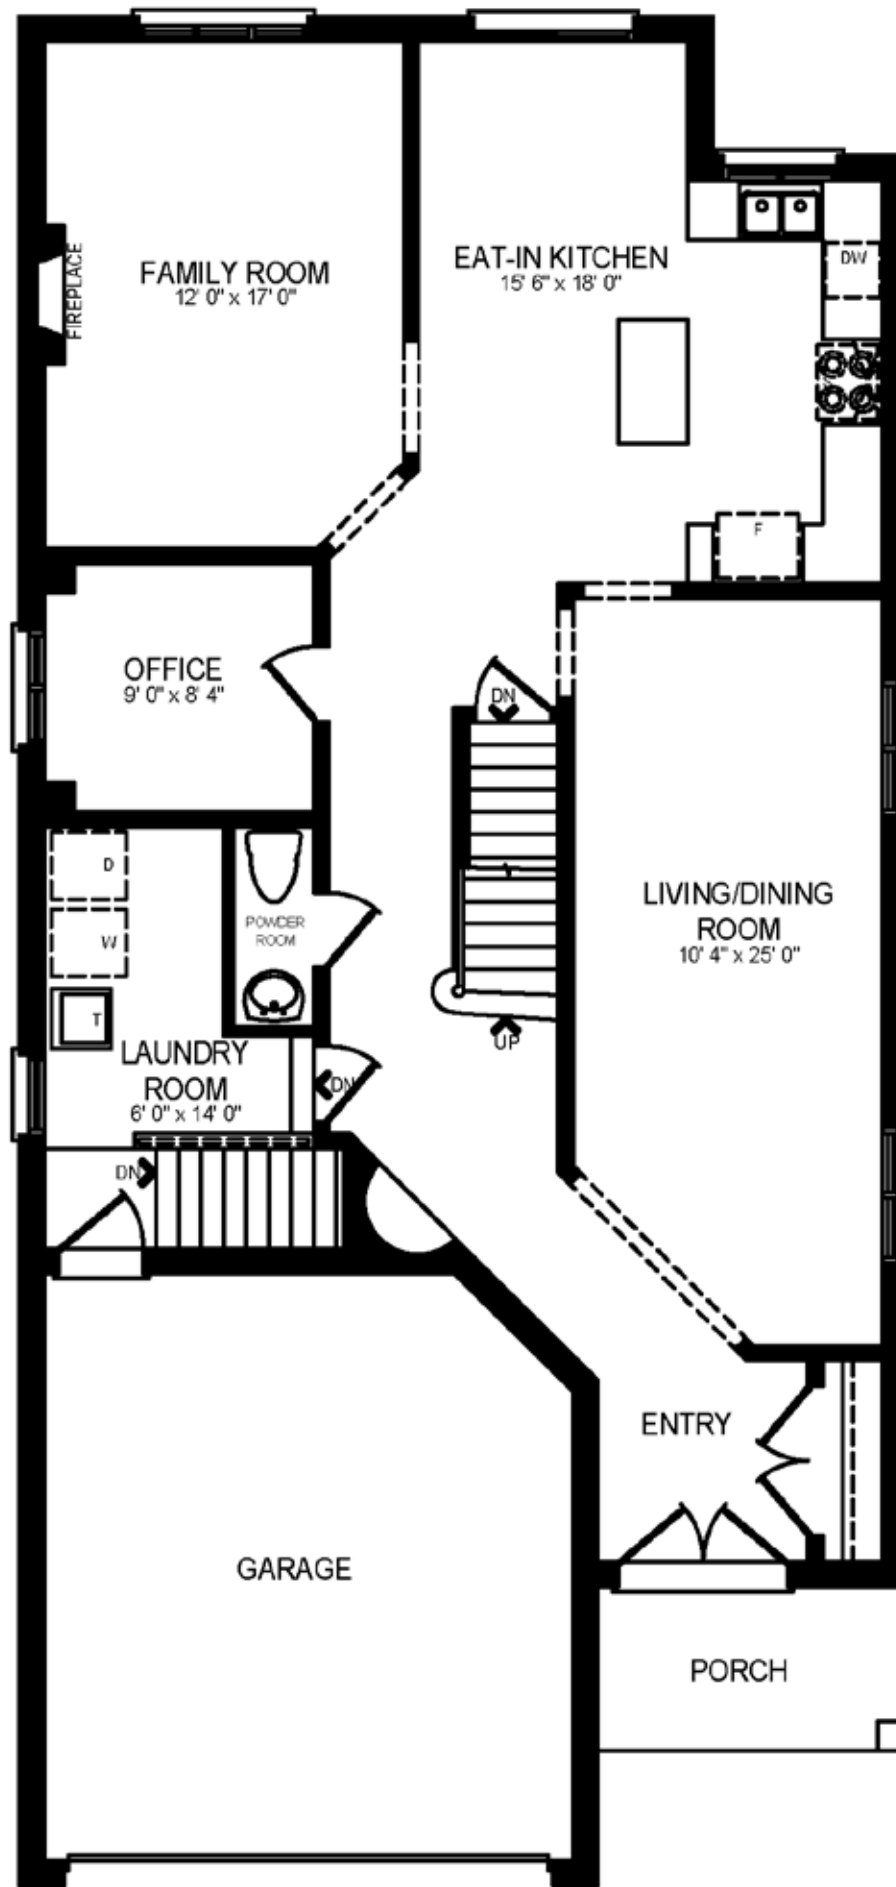 FAMILY ROOM
12' 0" x 17' 0"
FIREPLACE
EAT-IN KITCHEN
15' 6" x 18' 0"
DW
F
OFFICE
9' 0" x 8' 4"
DN
D
W
T
POWDER
ROOM
LIVING/DINING
ROOM
10' 4" x 25' 0"
LAUNDRY
ROOM
6' 0" x 14' 0"
DN
UP
DN
ENTRY
GARAGE
PORCH